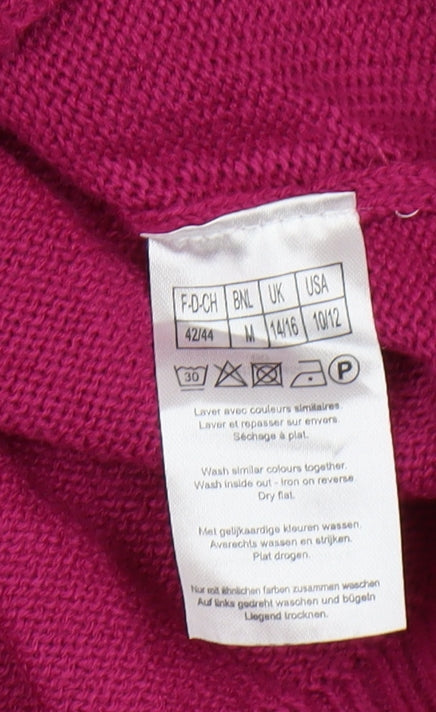 F-D-CH BNL UK USA
42/44 M 14/16 10/12
30 P
Laver avec couleurs similaires.
Laver et repasser sur envers.
Séchage à plat.
Wash similar colours together.
Wash inside out - iron on reverse
Dry flat.
Met gelijkaardige kleuren wassen.
Averechts wassen en strijken.
Plat drogen.
Nur mit ähnlichen farben zusammen waschen
Auf links gedreht waschen und bügeln
Liegend trocknen.